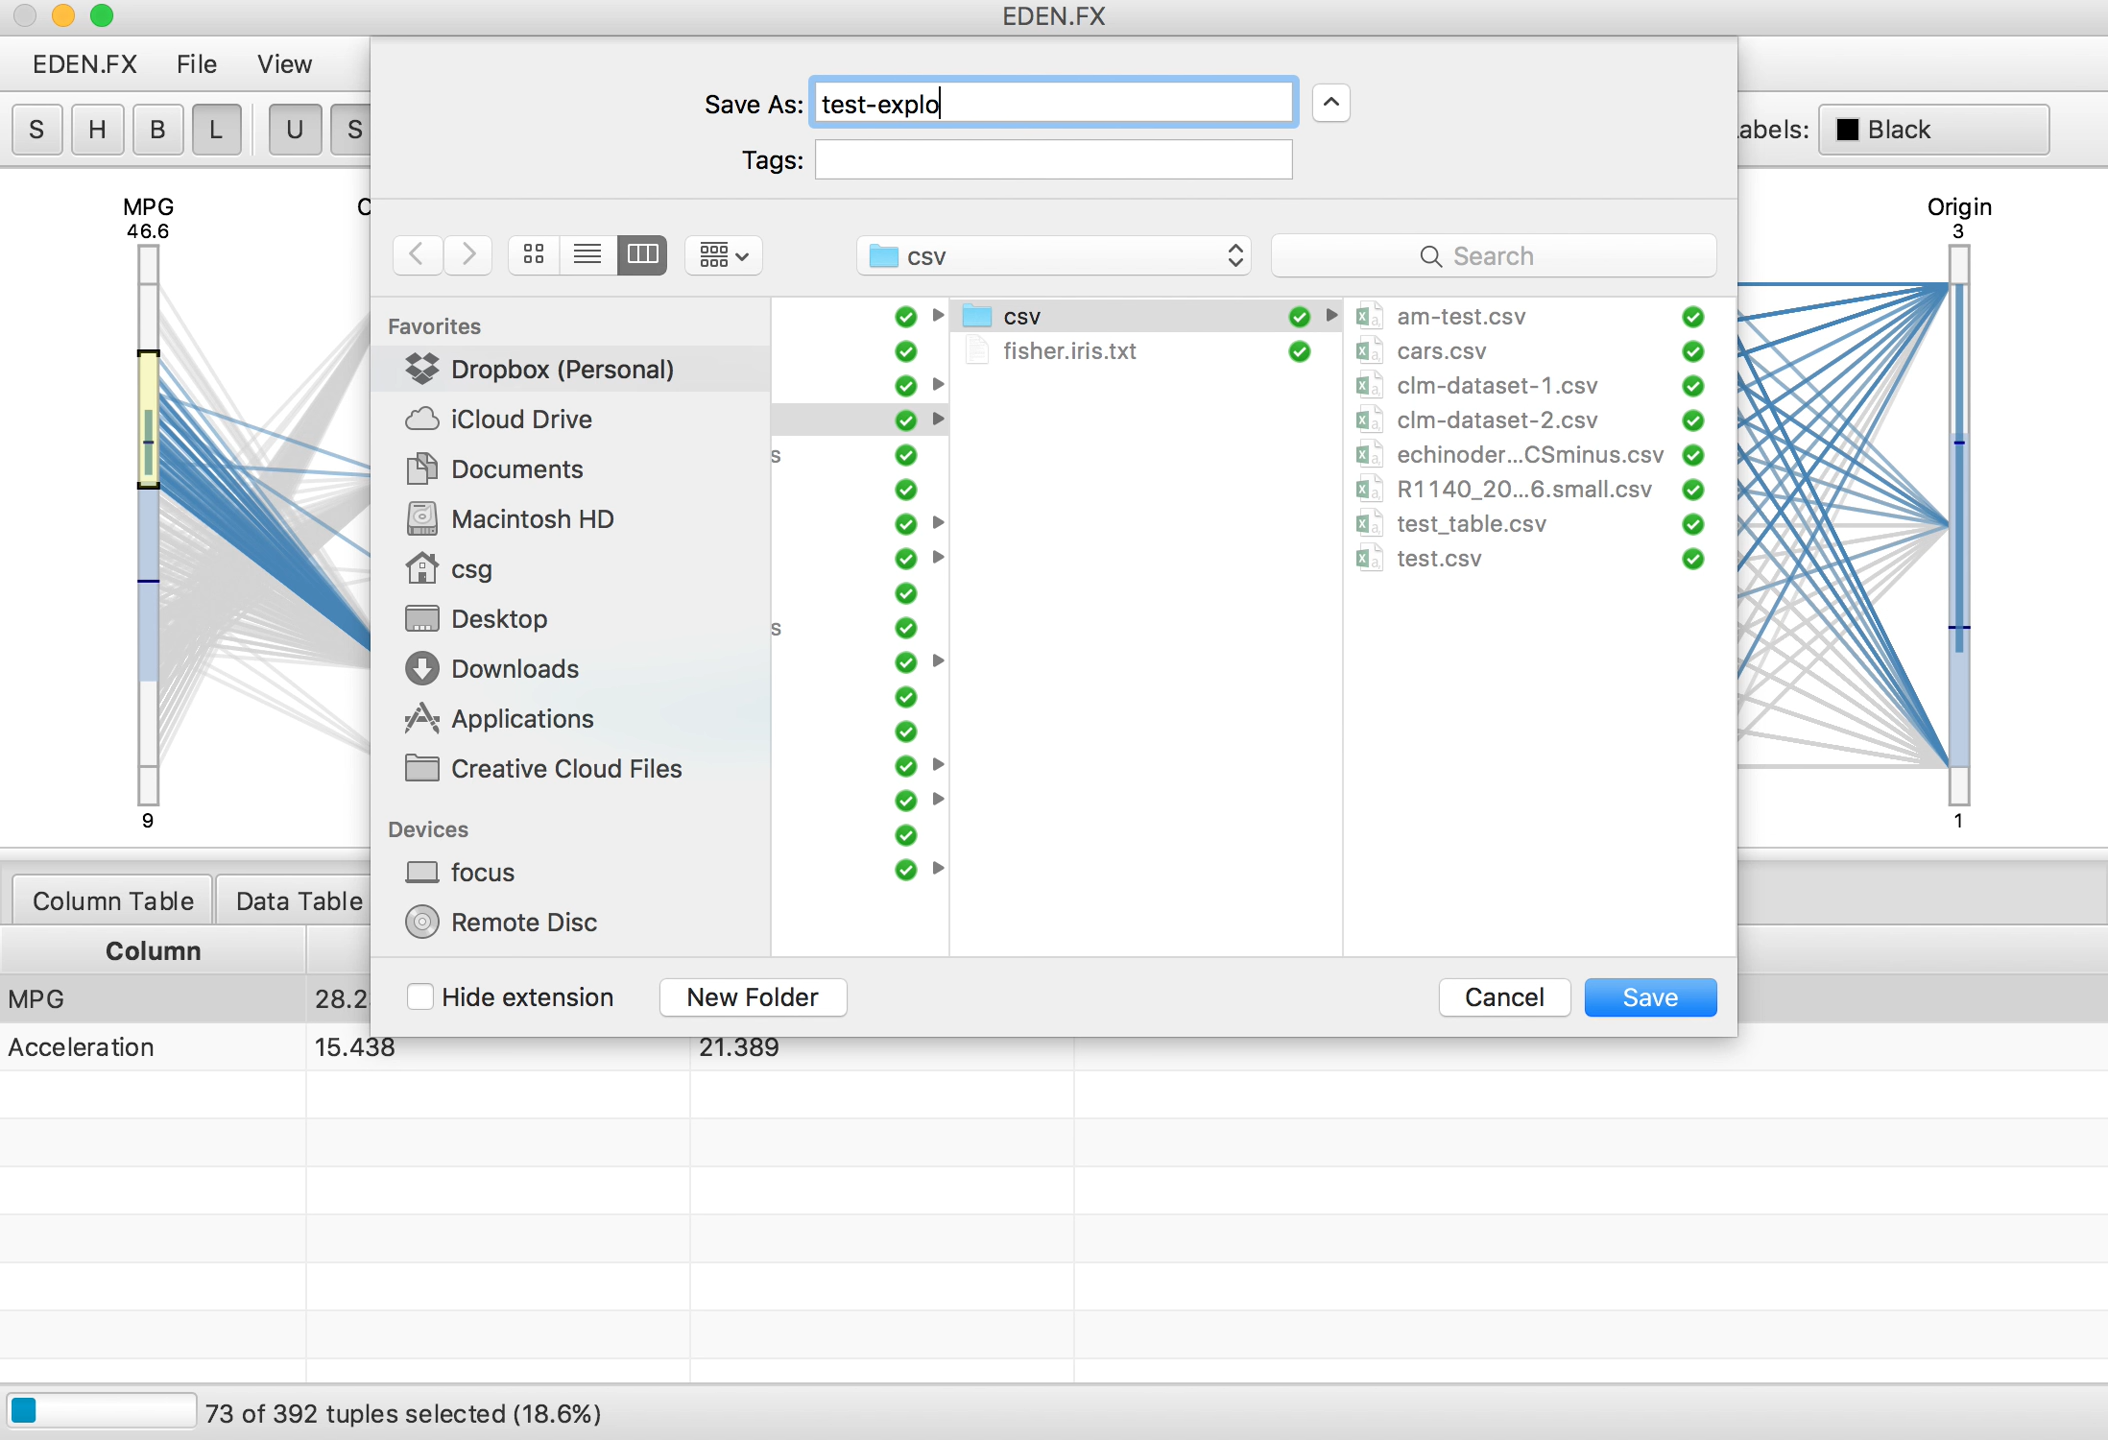 EDEN.FX
EDEN.FX File View
Save As: test-explo
Tags:
S H B L U S
abels: Black
MPG
46.6
9
Origin
3
1
csv
Search
Favorites
Dropbox (Personal)
iCloud Drive
Documents
Macintosh HD
csg
Desktop
Downloads
Applications
Creative Cloud Files
Devices
focus
Remote Disc
s
s
csv
fisher.iris.txt
am-test.csv
cars.csv
clm-dataset-1.csv
clm-dataset-2.csv
echinoder...CSminus.csv
R1140_20...6.small.csv
test_table.csv
test.csv
Hide extension New Folder Cancel Save
Column Table Data Table
Column
MPG 28.2
Acceleration 15.438 21.389
73 of 392 tuples selected (18.6%)